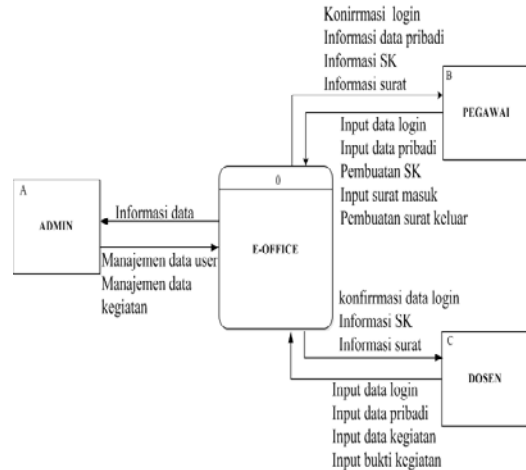 Konirrmasi login
Informasi data pribadi
Informasi SK
Informasi surat
B
PEGAWAI
Input data login
Input data pribadi
Pembuatan SK
Input surat masuk
Pembuatan surat keluar
A
ADMIN
Informasi data
Manajemen data user
Manajemen data
kegiatan
0
E-OFFICE
konfirrmasi data login
Informasi SK
Informasi surat
C
DOSEN
Input data login
Input data pribadi
Input data kegiatan
Input bukti kegiatan